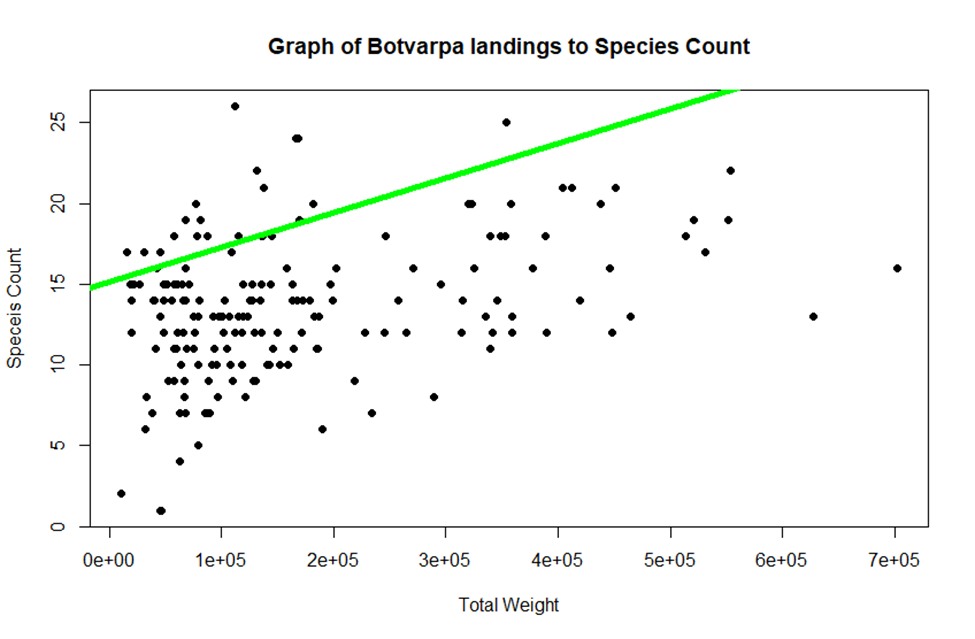 Graph of Botvarpa landings to Species Count
Speceis Count
25
20
15
10
5
0
0e+00 1e+05 2e+05 3e+05 4e+05 5e+05 6e+05 7e+05
Total Weight